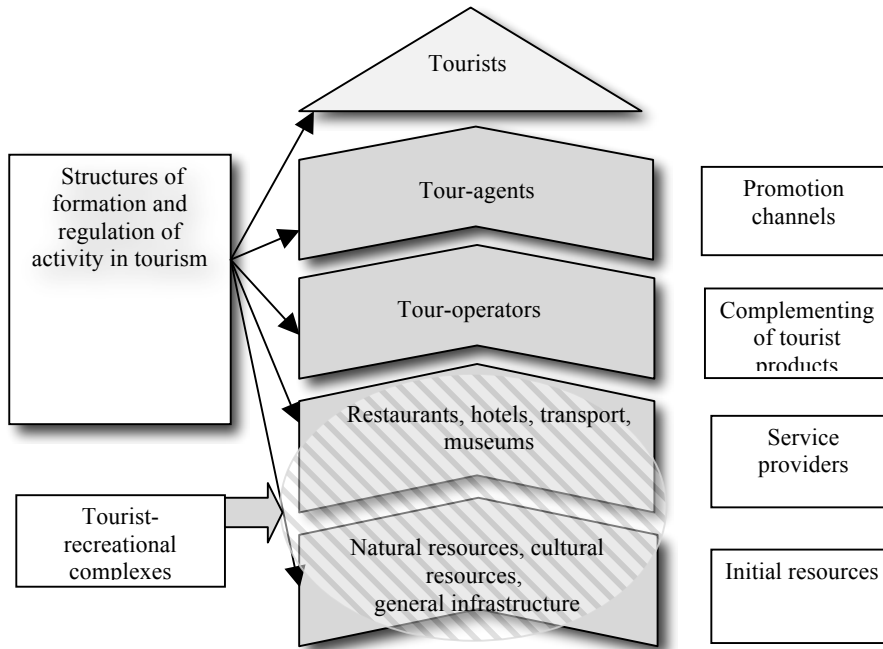 Tourists
Structures of
formation and
regulation of
activity in tourism
Tour-agents
Promotion
channels
Tour-operators
Complementing
of tourist
products
Restaurants, hotels, transport,
museums
Service
providers
Tourist-
recreational
complexes
Natural resources, cultural
resources,
general infrastructure
Initial resources